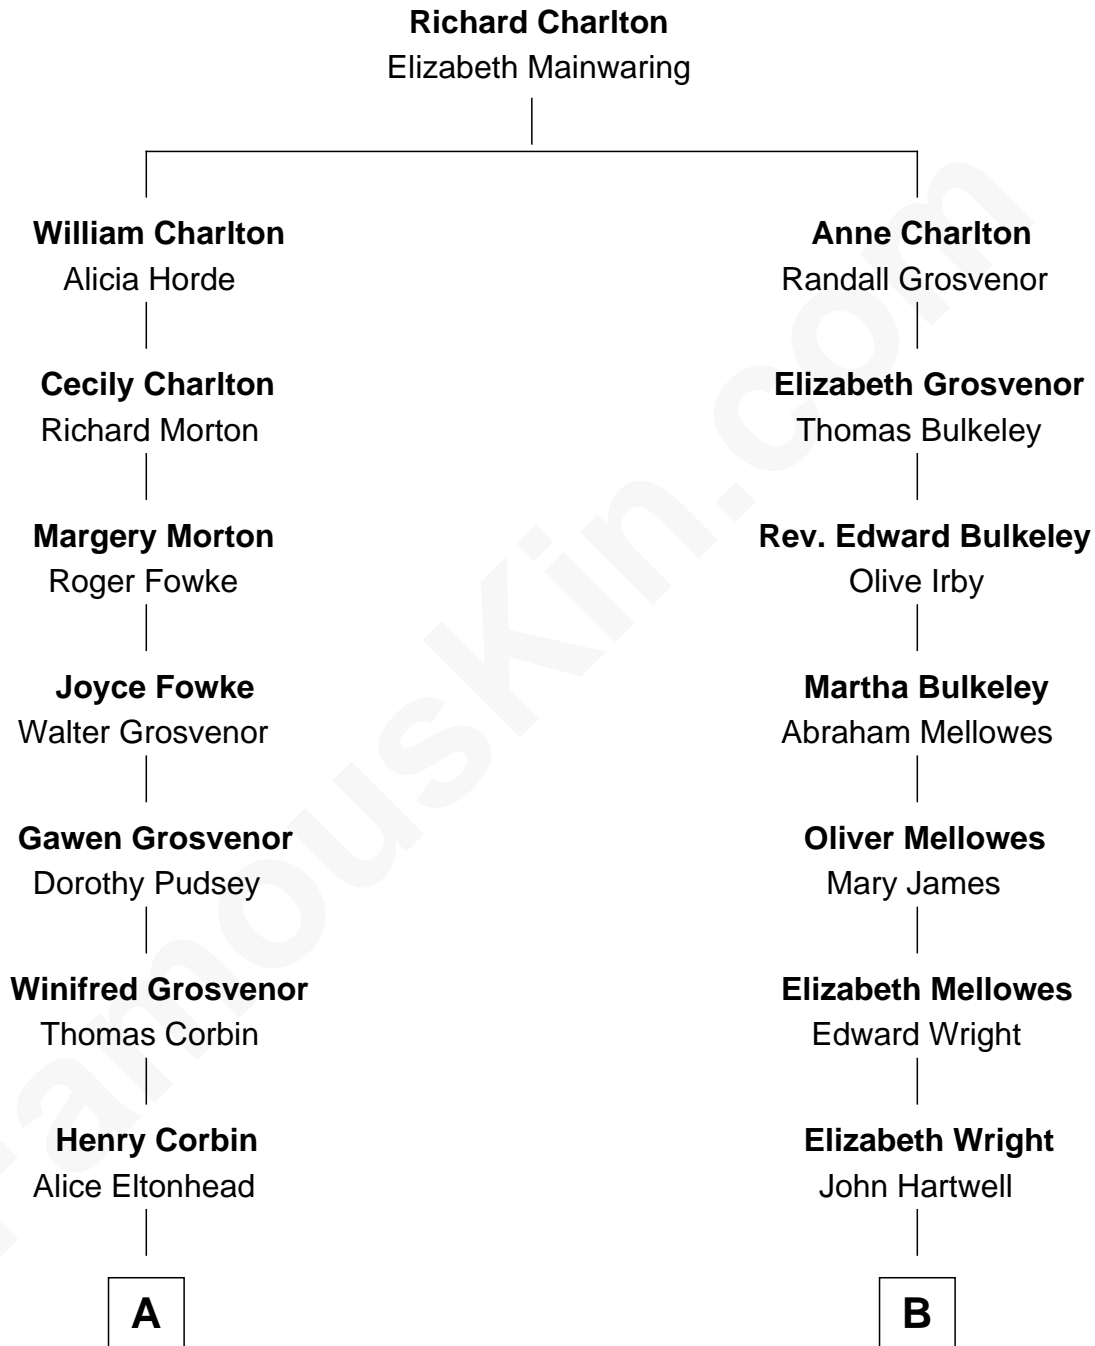 Richard Charlton
Elizabeth Mainwaring
William Charlton
Alicia Horde
Anne Charlton
Randall Grosvenor
Cecily Charlton
Richard Morton
Elizabeth Grosvenor
Thomas Bulkeley
Margery Morton
Roger Fowke
Rev. Edward Bulkeley
Olive Irby
Joyce Fowke
Walter Grosvenor
Martha Bulkeley
Abraham Mellowes
Gawen Grosvenor
Dorothy Pudsey
Oliver Mellowes
Mary James
Winifred Grosvenor
Thomas Corbin
Elizabeth Mellowes
Edward Wright
Henry Corbin
Alice Eltonhead
Elizabeth Wright
John Hartwell
A
B
FamousKin.com